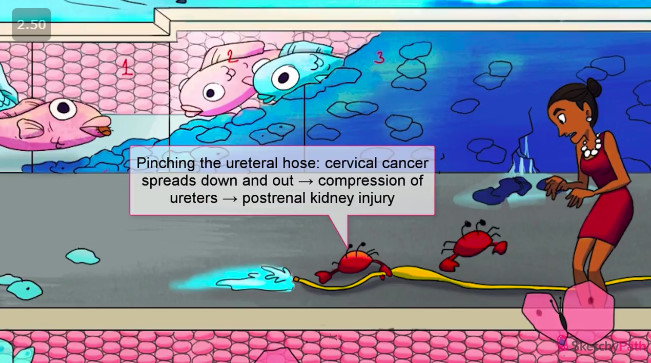 2.50
1
2
3
Pinching the ureteral hose: cervical cancer
spreads down and out → compression of
ureters → postrenal kidney injury
SketchyPath